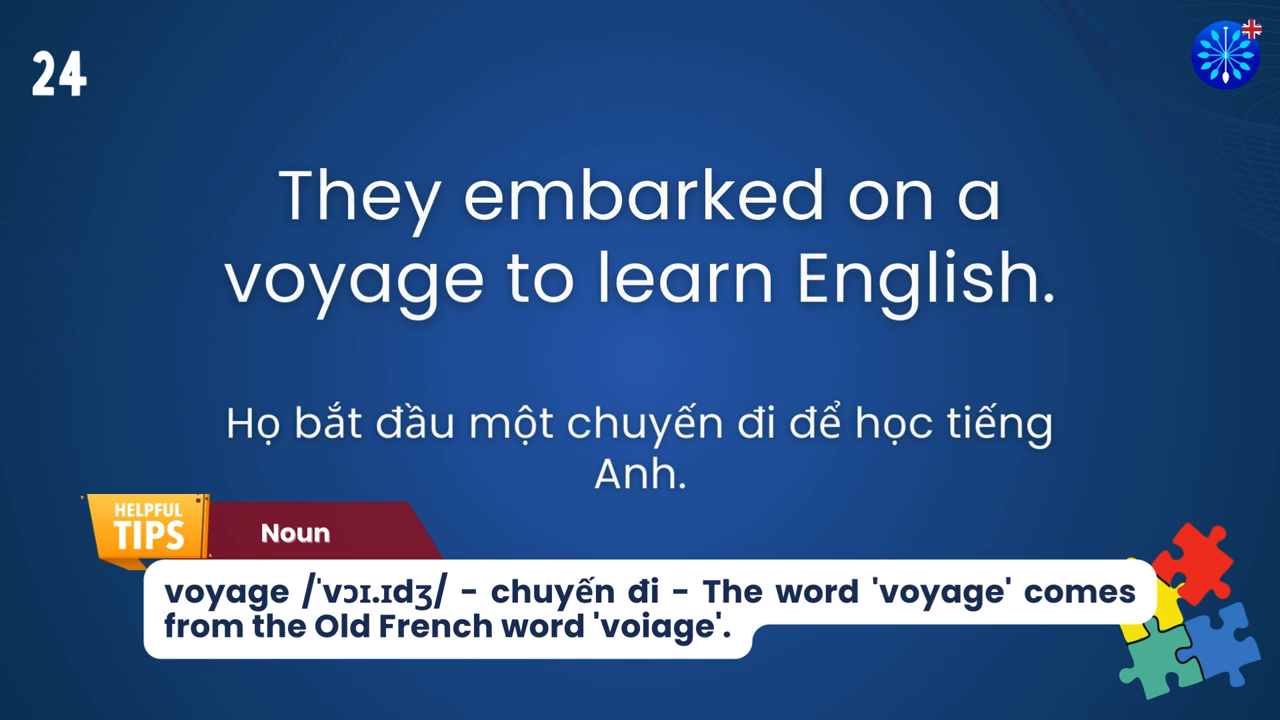 24
They embarked on a
voyage to learn English.
Họ bắt đầu một chuyến đi để học tiếng
Anh.
HELPFUL
TIPS
Noun
voyage /ˈvɔɪ.ɪdʒ/ - chuyến đi - The word 'voyage' comes
from the Old French word 'voiage'.